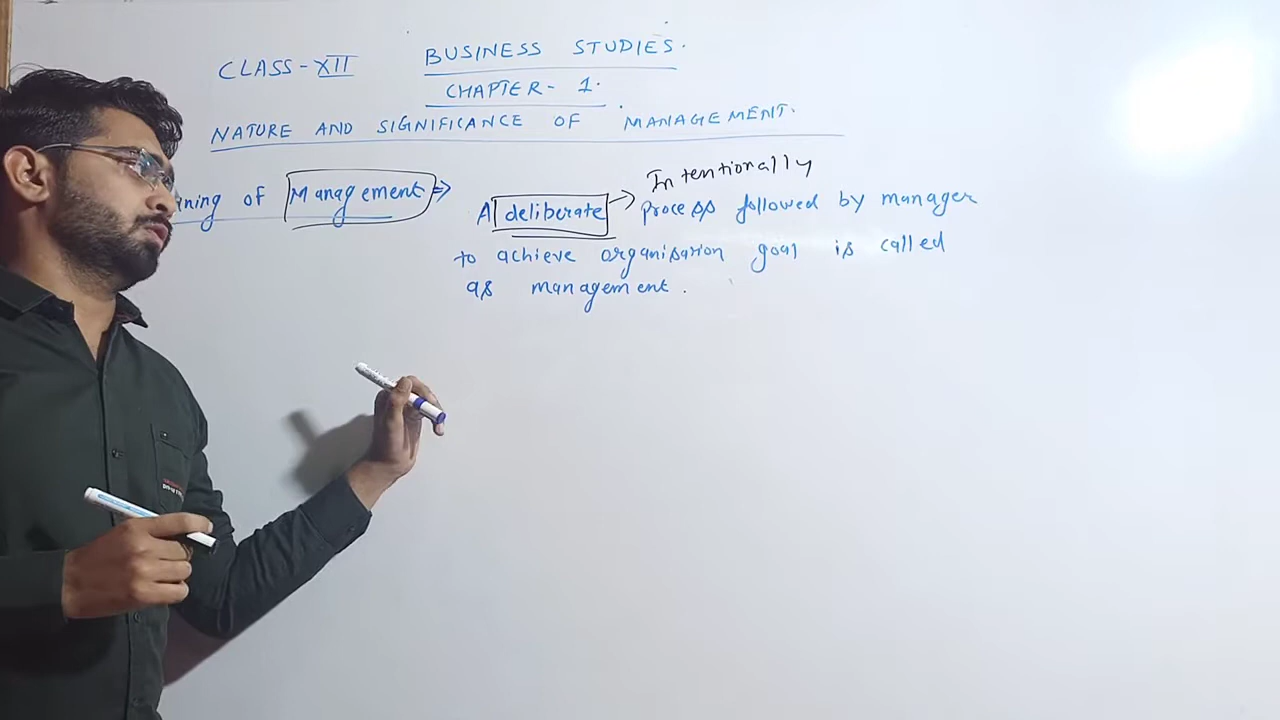 CLASS-XII BUSINESS STUDIES.
CHAPTER- 1.
NATURE AND SIGNIFICANCE OF MANAGEMENT.
of Management ⇒
Intentionally
A deliberate process followed by manager
to achieve organisation goal is called
as management.